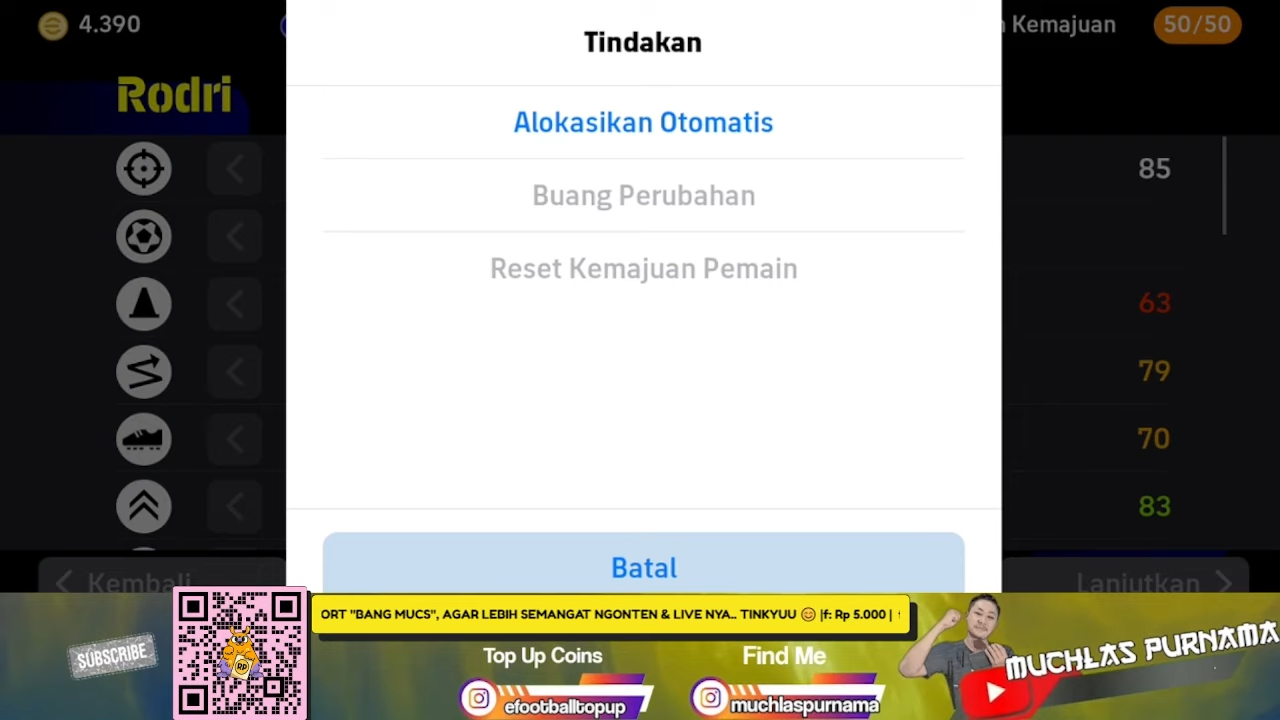 4.390
Tindakan
n Kemajuan
50/50
Rodri
Alokasikan Otomatis
Buang Perubahan
Reset Kemajuan Pemain
85
63
79
70
83
Batal
Kembali
Lanjutkan
ORT "BANG MUCS", AGAR LEBIH SEMANGAT NGONTEN & LIVE NYA.. TINKYUU 😊 |f: Rp 5.000 |
SUBSCRIBE
RP
Top Up Coins
Find Me
efootballtopup
muchlaspurnama
MUCHLAS PURNAMA